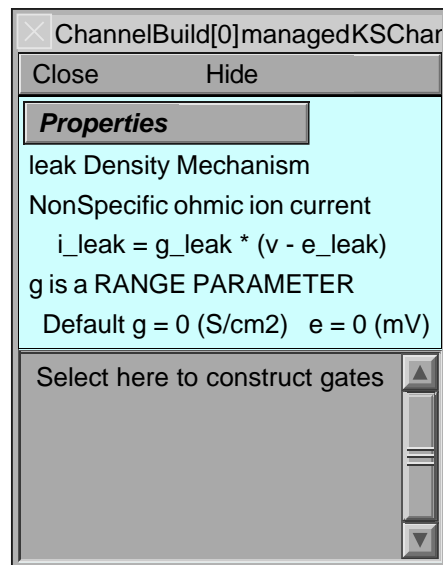 ChannelBuild[0]managedKSChan
Close Hide
Properties
leak Density Mechanism
NonSpecific ohmic ion current
i_leak = g_leak * (v - e_leak)
g is a RANGE PARAMETER
Default g = 0 (S/cm2) e = 0 (mV)
Select here to construct gates